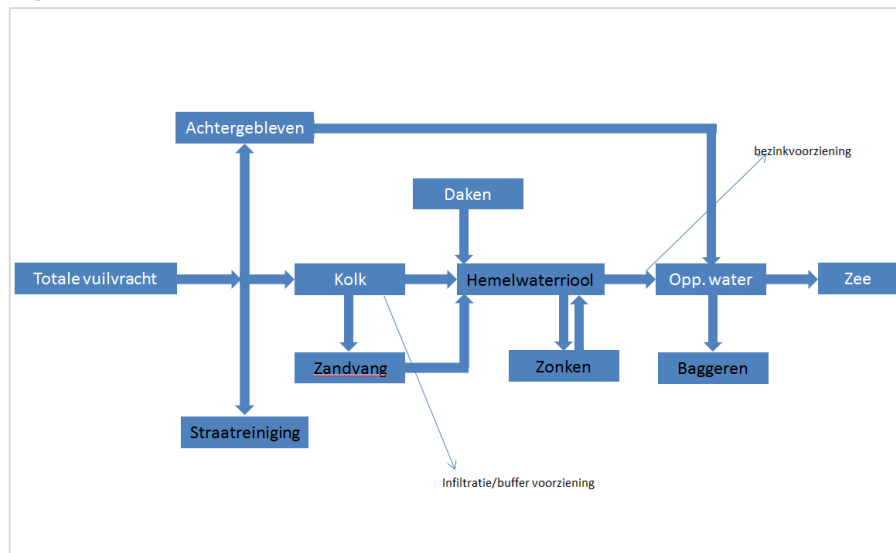 Achtergebleven
bezinkvoorziening
Daken
Totale vuilvracht
Kolk
Hemelwaterriool
Opp. water
Zee
Zandvang
Zonken
Baggeren
Straatreiniging
Infiltratie/buffer voorziening